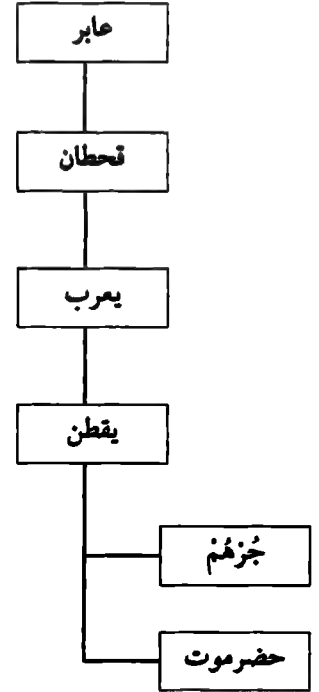 عابر
قحطان
يعرب
يقطن
جُرْهُمْ
حضرموت